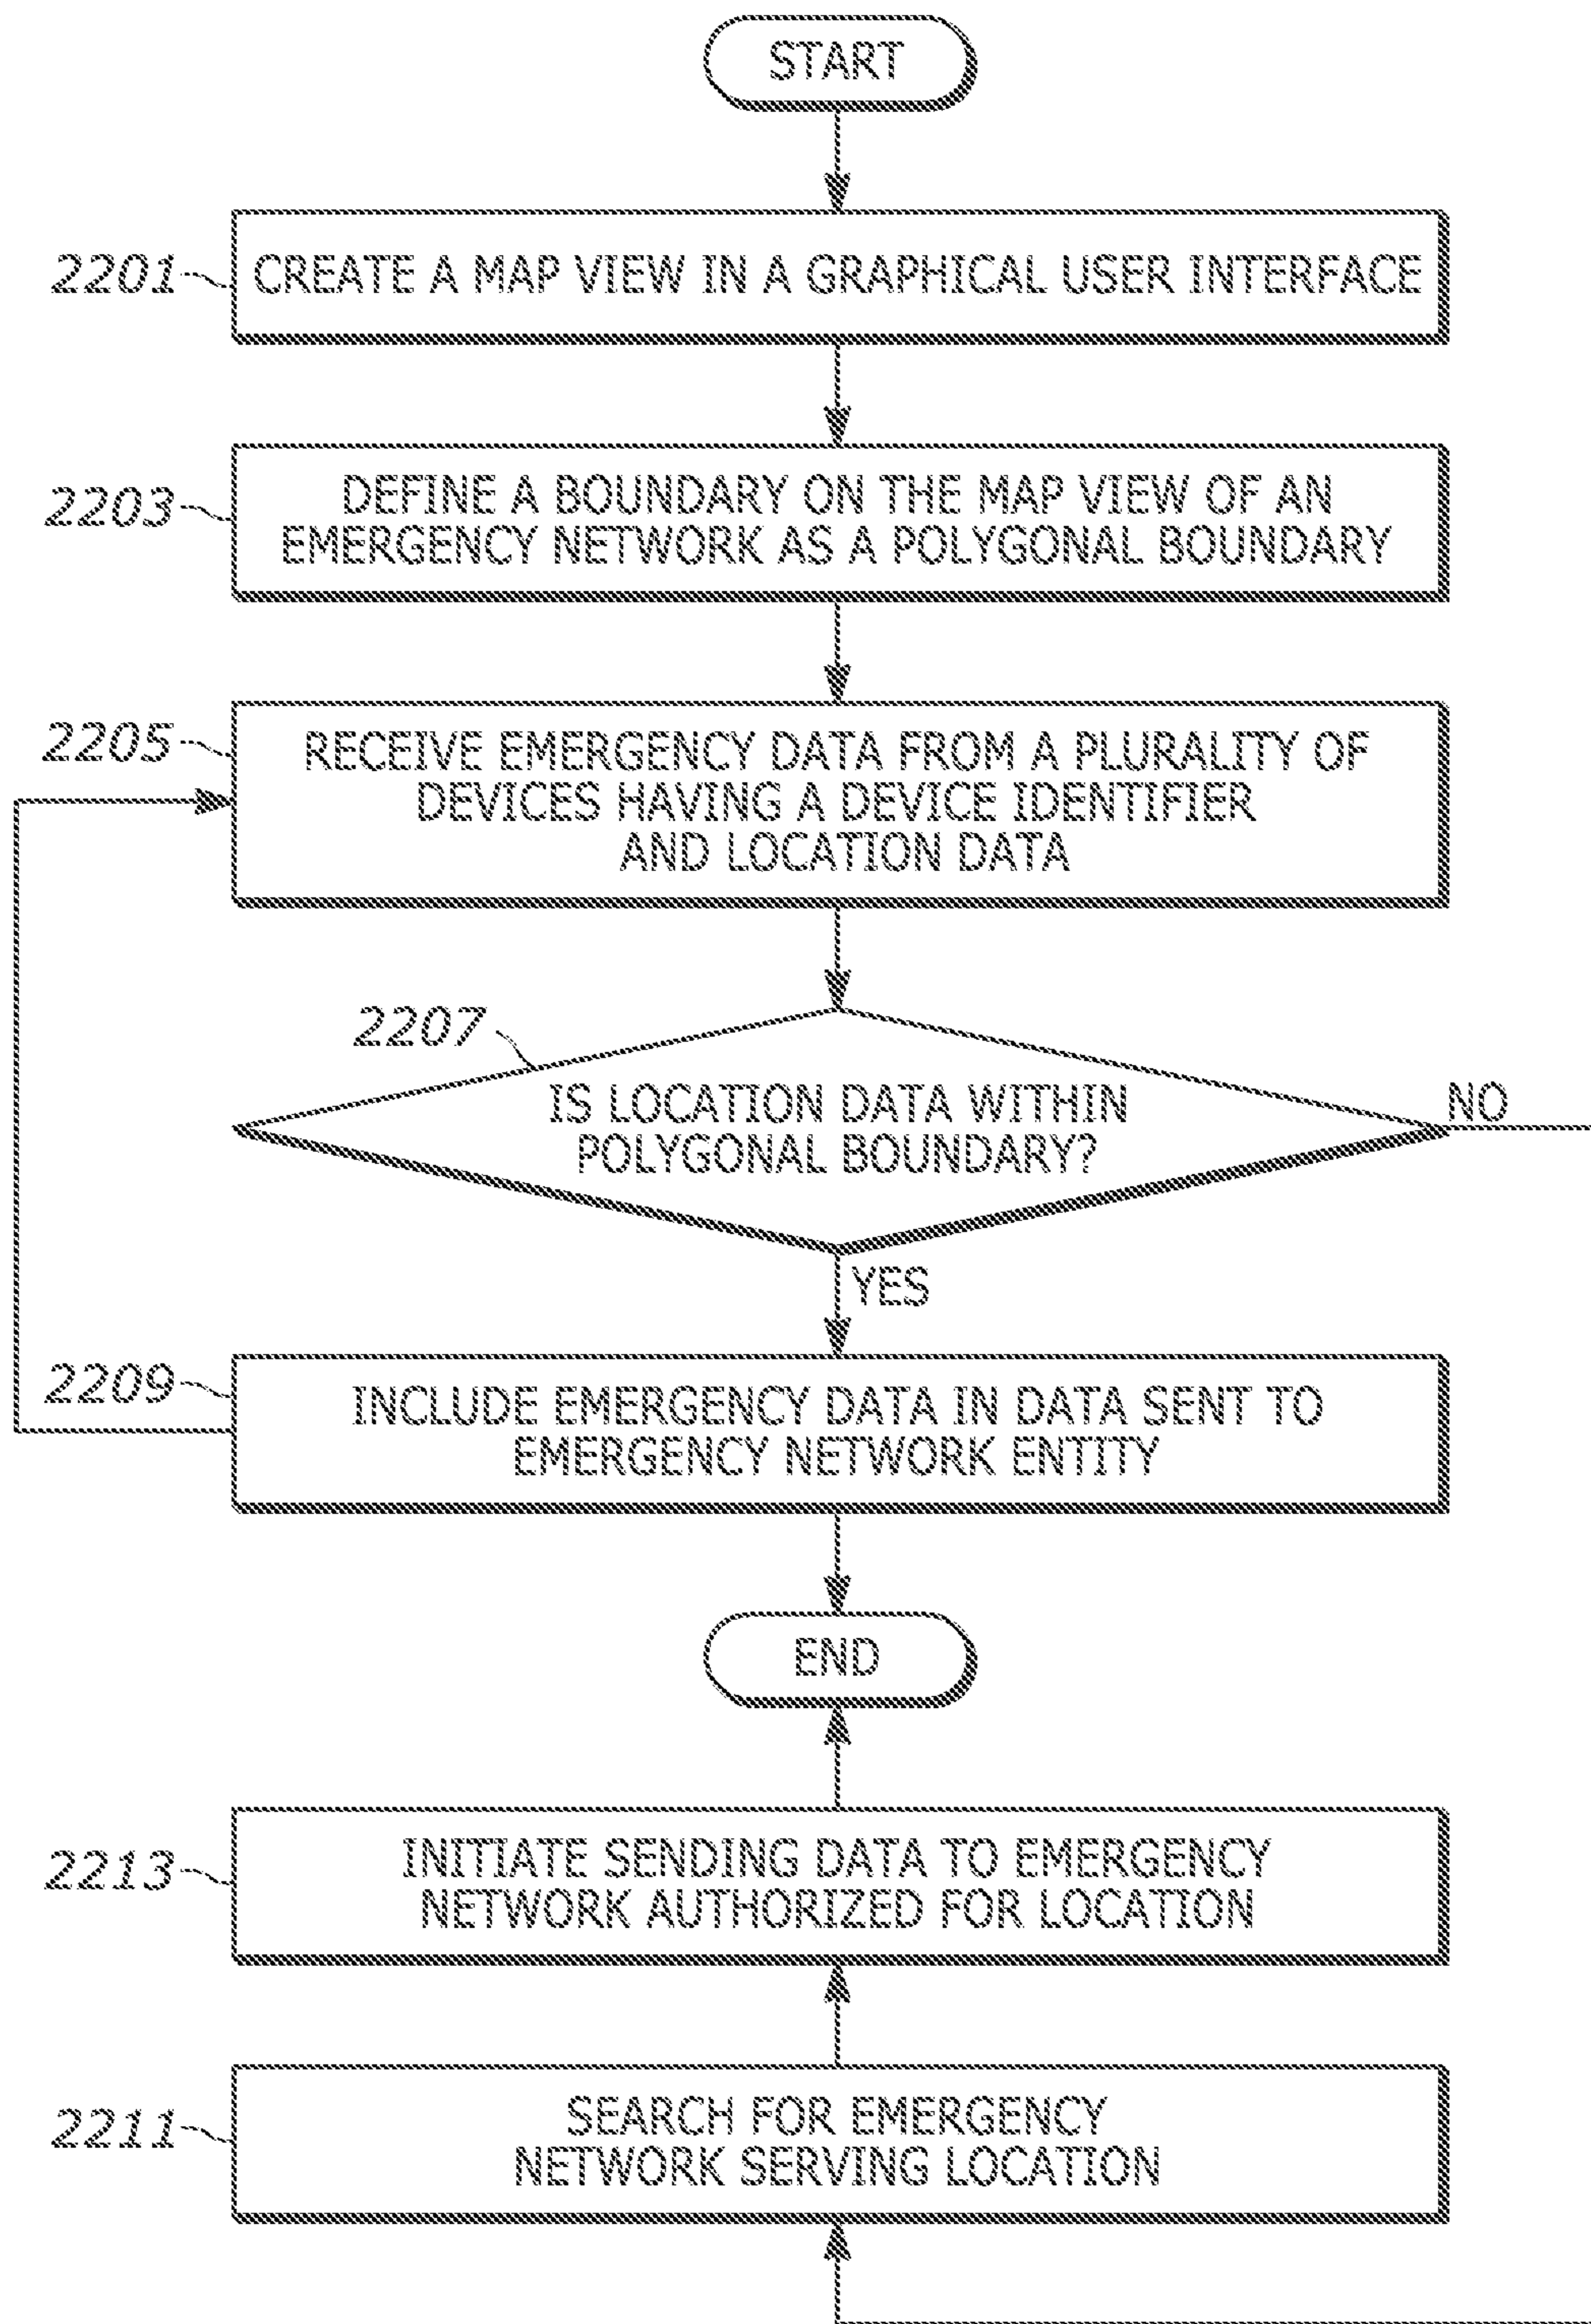 START
2201
CREATE A MAP VIEW IN A GRAPHICAL USER INTERFACE
2203
DEFINE A BOUNDARY ON THE MAP VIEW OF AN
EMERGENCY NETWORK AS A POLYGONAL BOUNDARY
2205
RECEIVE EMERGENCY DATA FROM A PLURALITY OF
DEVICES HAVING A DEVICE IDENTIFIER
AND LOCATION DATA
2207
IS LOCATION DATA WITHIN
POLYGONAL BOUNDARY?
NO
YES
2209
INCLUDE EMERGENCY DATA IN DATA SENT TO
EMERGENCY NETWORK ENTITY
END
2213
INITIATE SENDING DATA TO EMERGENCY
NETWORK AUTHORIZED FOR LOCATION
2211
SEARCH FOR EMERGENCY
NETWORK SERVING LOCATION